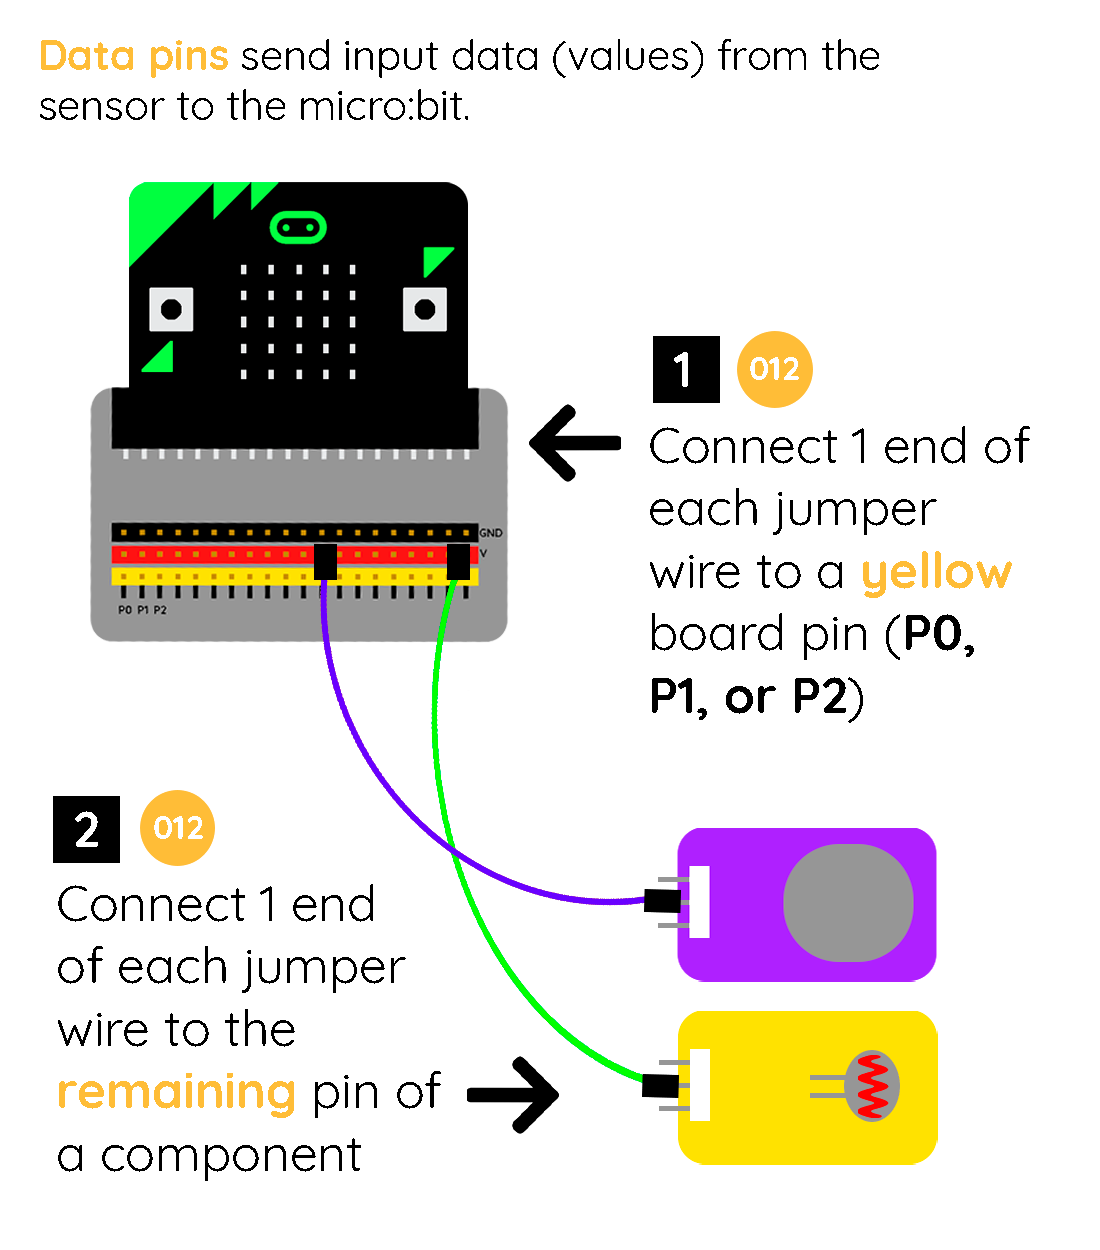 Data pins send input data (values) from the
sensor to the micro:bit.
1 012
Connect 1 end of
each jumper
wire to a yellow
board pin (P0,
P1, or P2)
GND
V
P0 P1 P2
2 012
Connect 1 end
of each jumper
wire to the
remaining pin of
a component